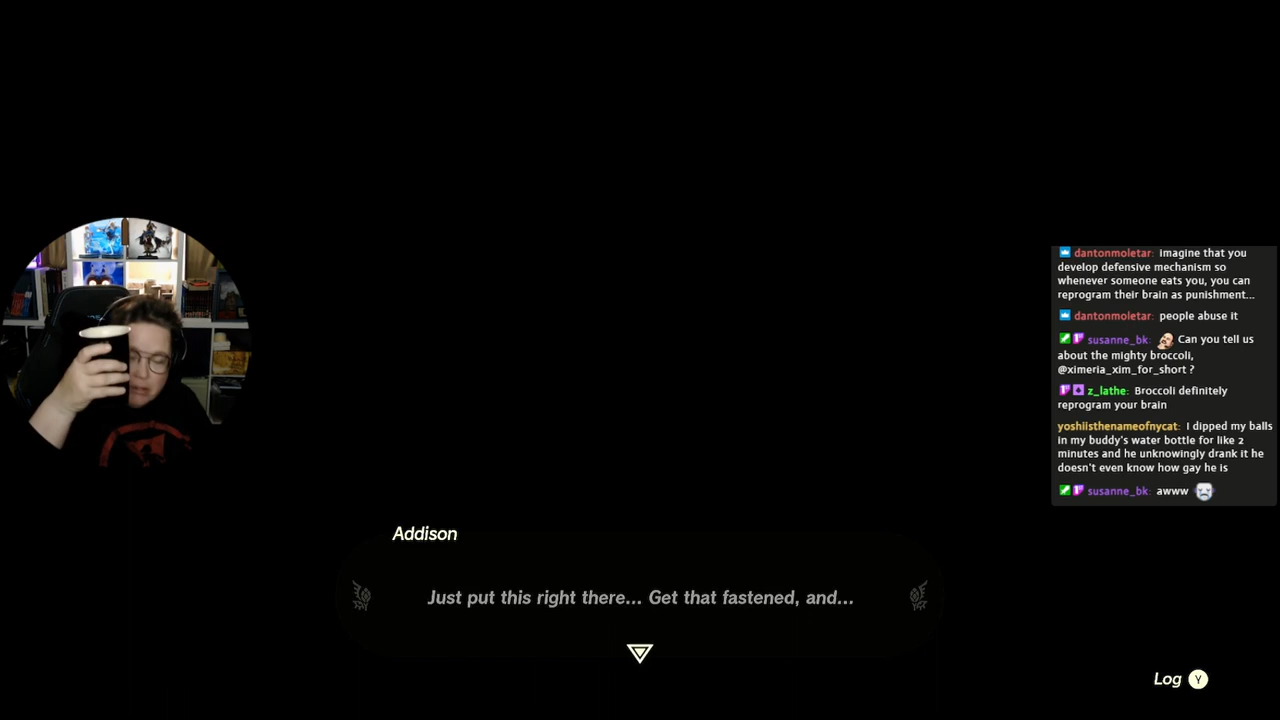 dantonmoletar: Imagine that you
develop defensive mechanism so
whenever someone eats you, you can
reprogram their brain as punishment...
dantonmoletar: people abuse it
susanne_bk: Can you tell us
about the mighty broccoli,
@ximeria_xim_for_short ?
z_lathe: Broccoli definitely
reprogram your brain
yoshiisthenameofnycat: I dipped my balls
in my buddy's water bottle for like 2
minutes and he unknowingly drank it he
doesn't even know how gay he is
susanne_bk: awww
Addison
Just put this right there... Get that fastened, and...
Log Y